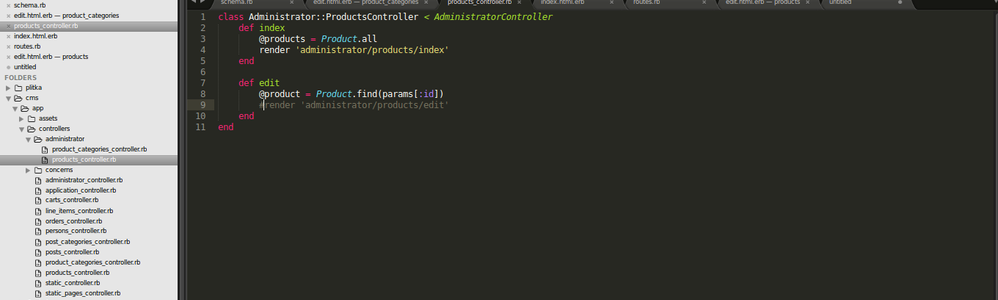 schema.rb
edit.html.erb — product_categories
products_controller.rb
index.html.erb
routes.rb
edit.html.erb — products
untitled
FOLDERS
plitka
cms
app
assets
controllers
administrator
product_categories_controller.rb
products_controller.rb
concerns
administrator_controller.rb
application_controller.rb
carts_controller.rb
line_items_controller.rb
orders_controller.rb
persons_controller.rb
post_categories_controller.rb
posts_controller.rb
product_categories_controller.rb
products_controller.rb
static_controller.rb
static_pages_controller.rb
schema.rb edit.html.erb — product_categories products_controller.rb index.html.erb routes.rb edit.html.erb — products untitled
1 class Administrator::ProductsController < AdministratorController
2 def index
3 @products = Product.all
4 render 'administrator/products/index'
5 end
6
7 def edit
8 @product = Product.find(params[:id])
9 #render 'administrator/products/edit'
10 end
11 end